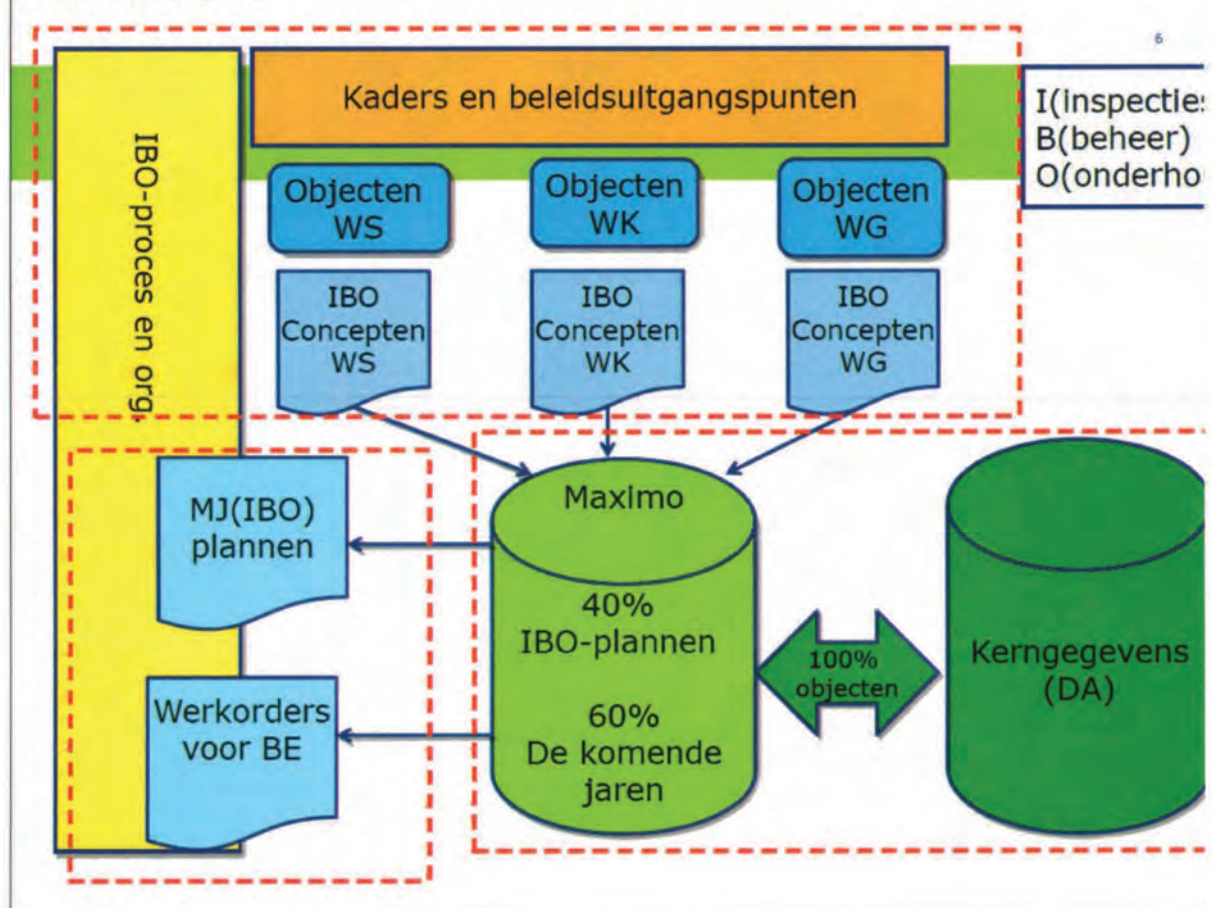 6
Kaders en beleidsuitgangspunten
I(inspectie
B(beheer)
O(onderho
IBO-proces en org.
Objecten
WS
Objecten
WK
Objecten
WG
IBO
Concepten
WS
IBO
Concepten
WK
IBO
Concepten
WG
MJ(IBO)
plannen
Werkorders
voor BE
Maximo
40%
IBO-plannen
60%
De komende
jaren
100%
objecten
Kerngegevens
(DA)